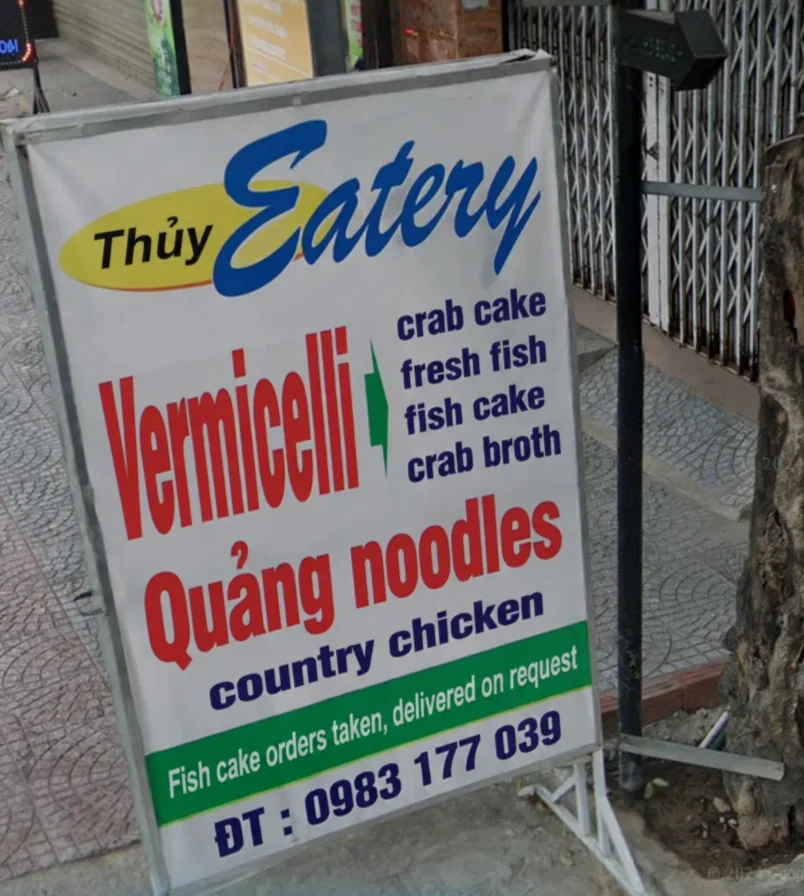 Thủy Eatery
Vermicelli
crab cake
fresh fish
fish cake
crab broth
Quảng noodles
country chicken
Fish cake orders taken, delivered on request
ĐT : 0983 177 039